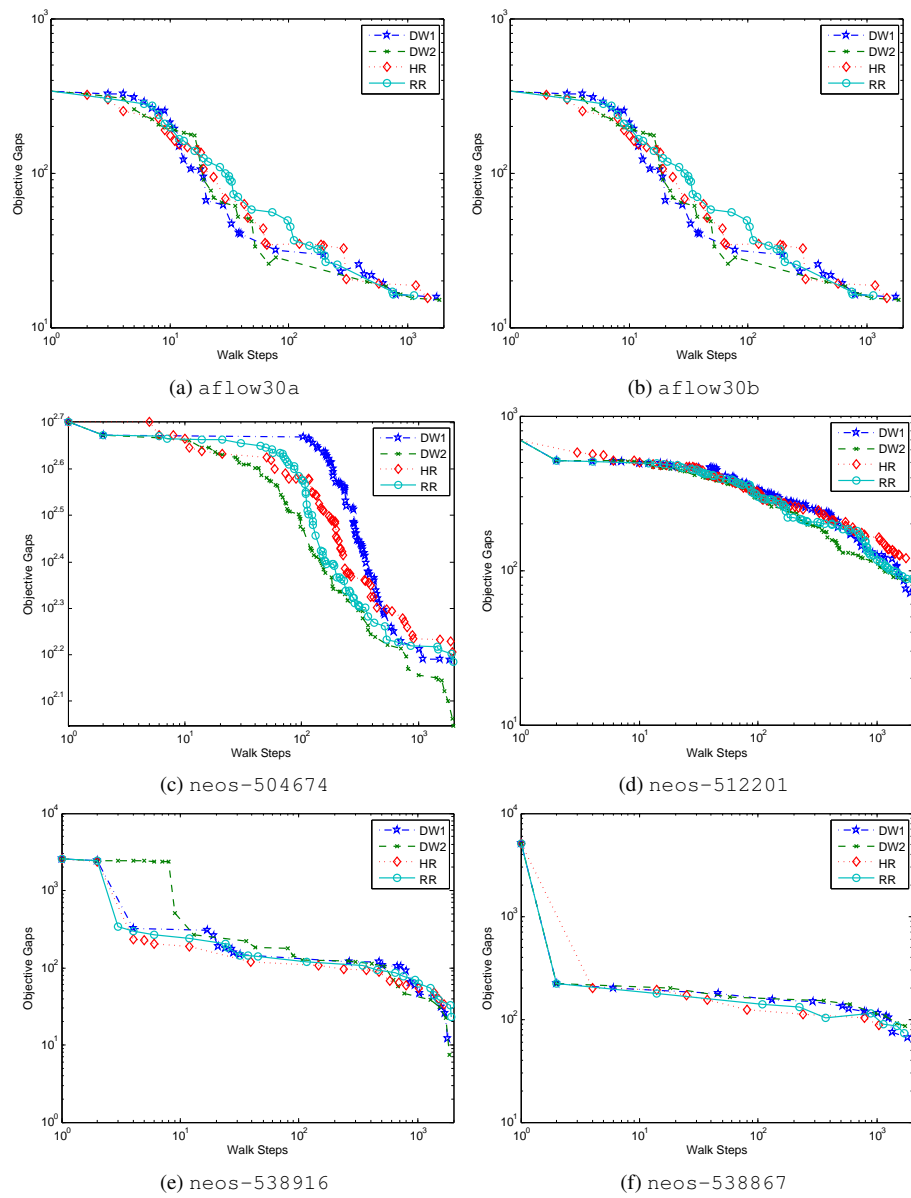 10^3
10^2
10^1
Objective Gaps
10^0 10^1 10^2 10^3
Walk Steps
DW1
DW2
HR
RR
(a) aflow30a
10^3
10^2
10^1
Objective Gaps
10^0 10^1 10^2 10^3
Walk Steps
DW1
DW2
HR
RR
(b) aflow30b
10^2.7
10^2.6
10^2.5
10^2.4
10^2.3
10^2.2
10^2.1
Objective Gaps
10^0 10^1 10^2 10^3
Walk Steps
DW1
DW2
HR
RR
(c) neos-504674
10^3
10^2
10^1
Objective Gaps
10^0 10^1 10^2 10^3
Walk Steps
DW1
DW2
HR
RR
(d) neos-512201
10^4
10^3
10^2
10^1
10^0
Objective Gaps
10^0 10^1 10^2 10^3
Walk Steps
DW1
DW2
HR
RR
(e) neos-538916
10^4
10^3
10^2
10^1
Objective Gaps
10^0 10^1 10^2 10^3
Walk Steps
DW1
DW2
HR
RR
(f) neos-538867